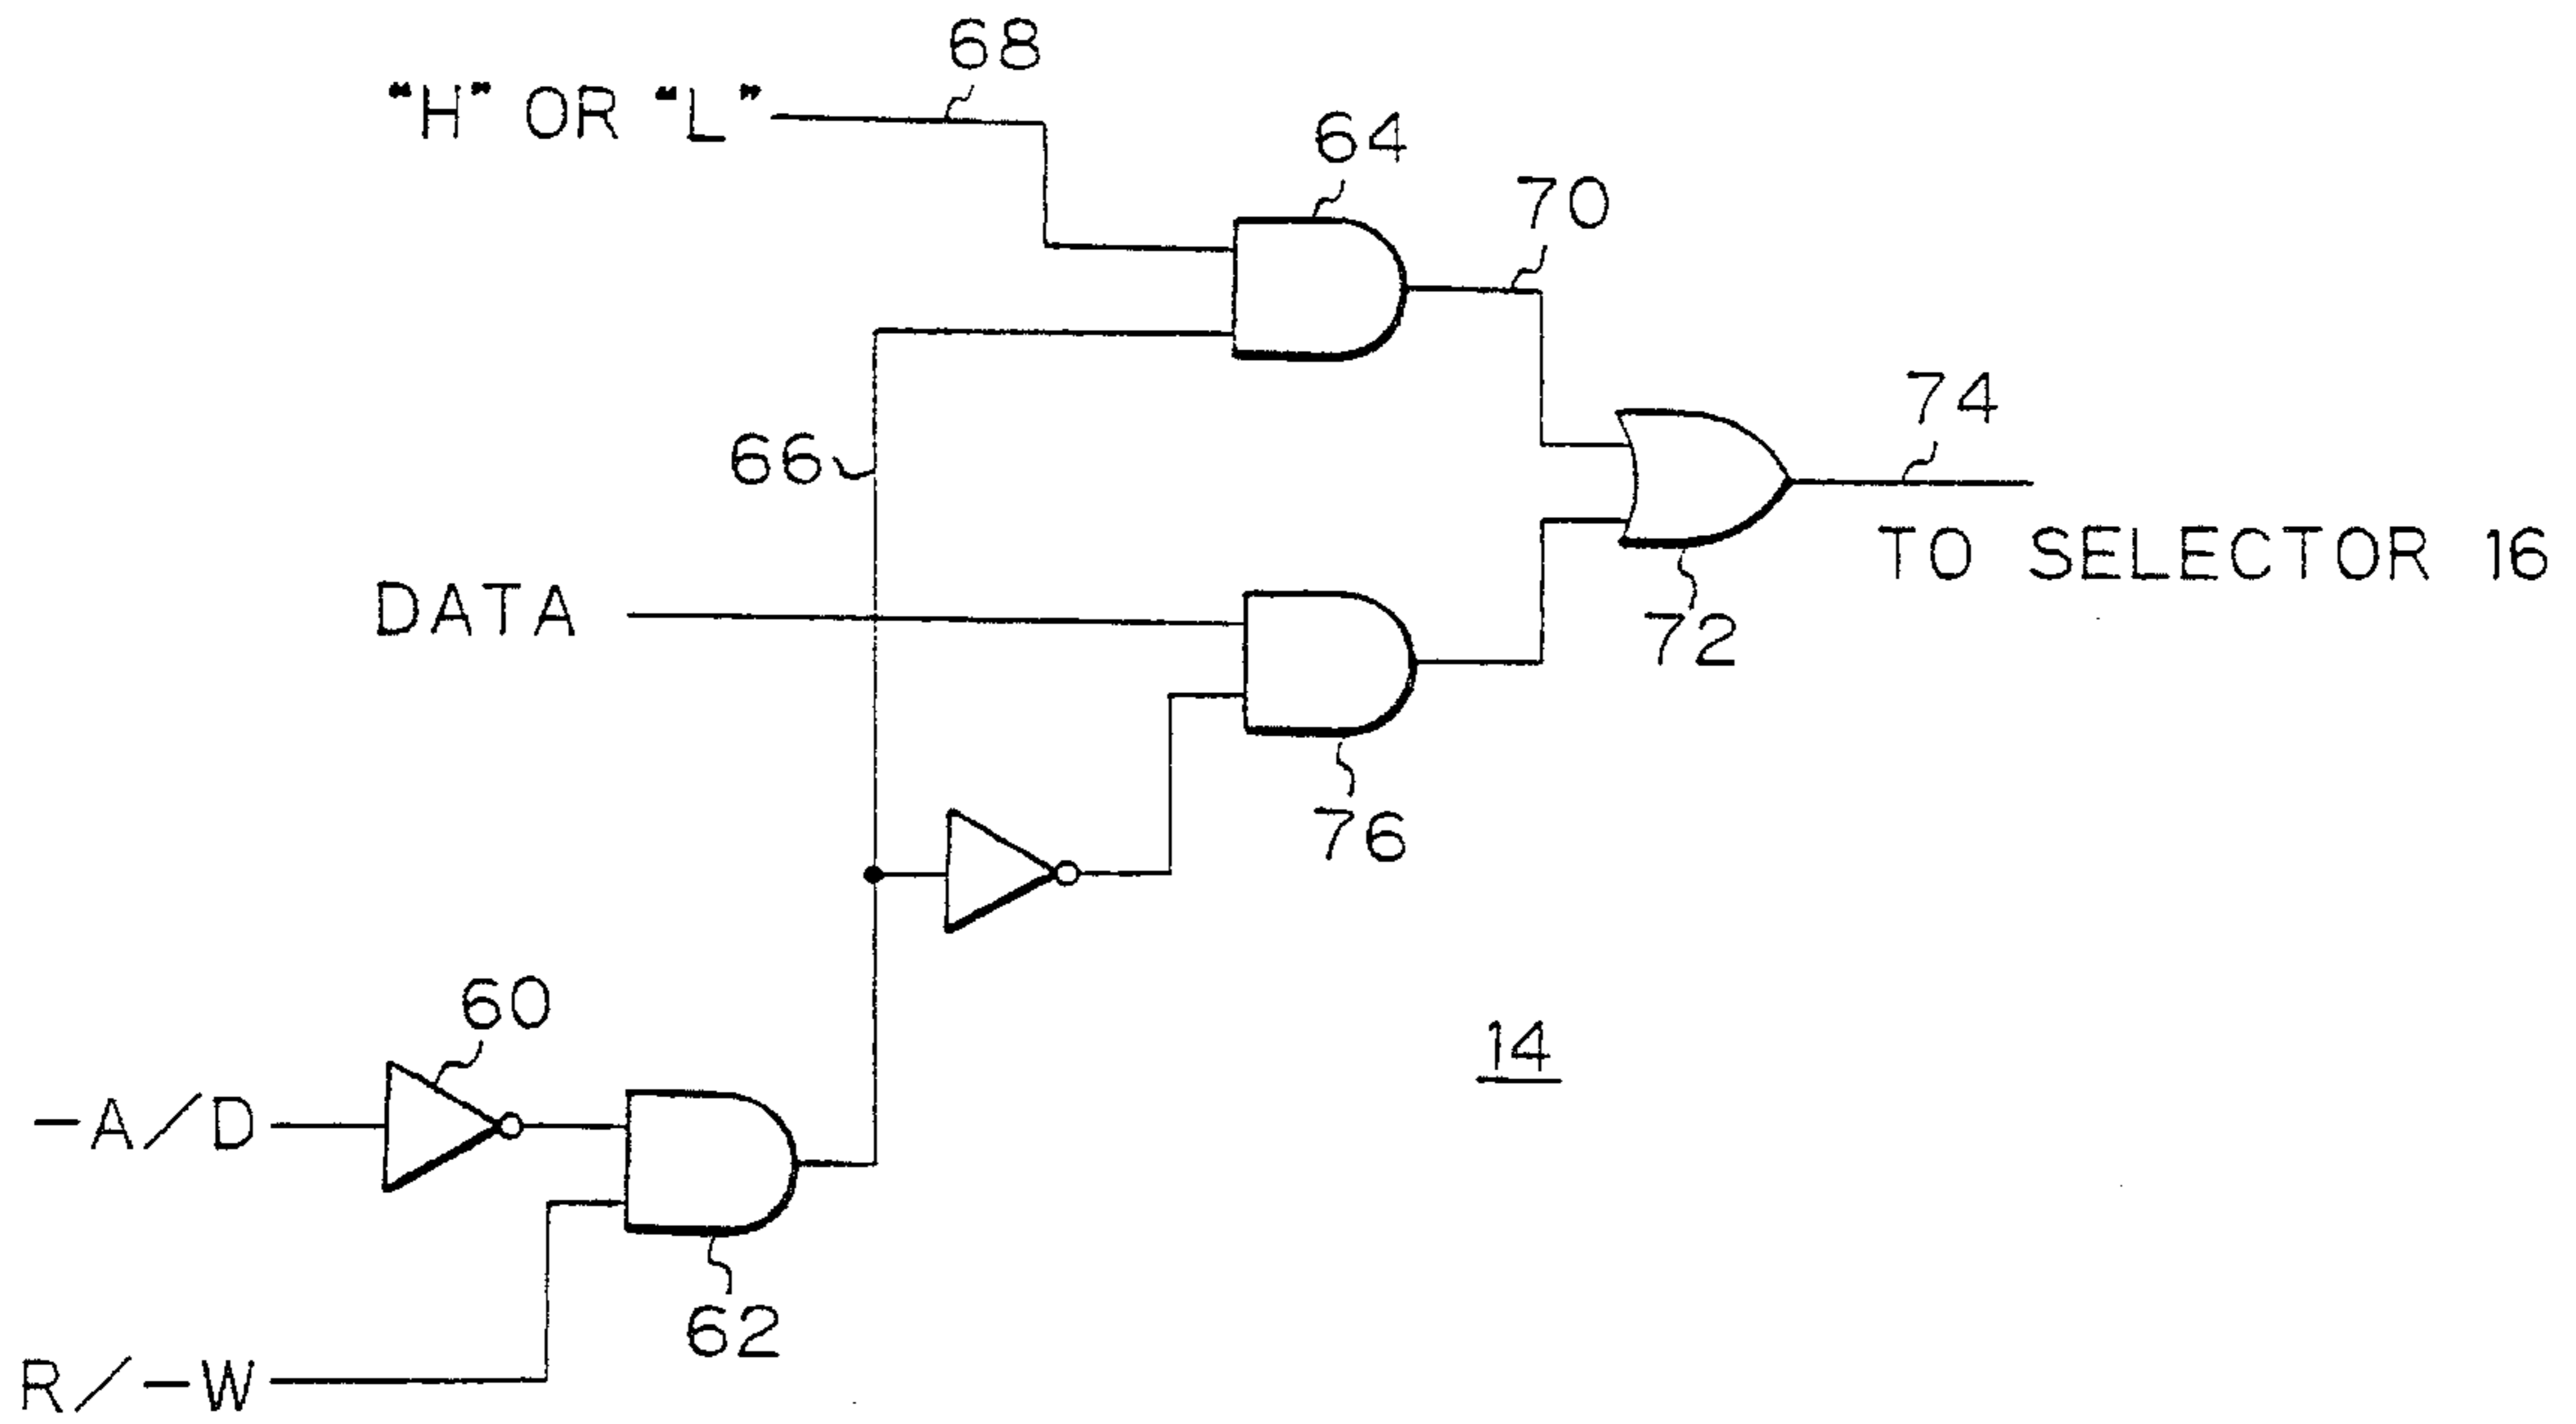 68
“H” OR “L”
64
70
74
66
TO SELECTOR 16
DATA
72
76
60
14
−A/D
62
R/−W